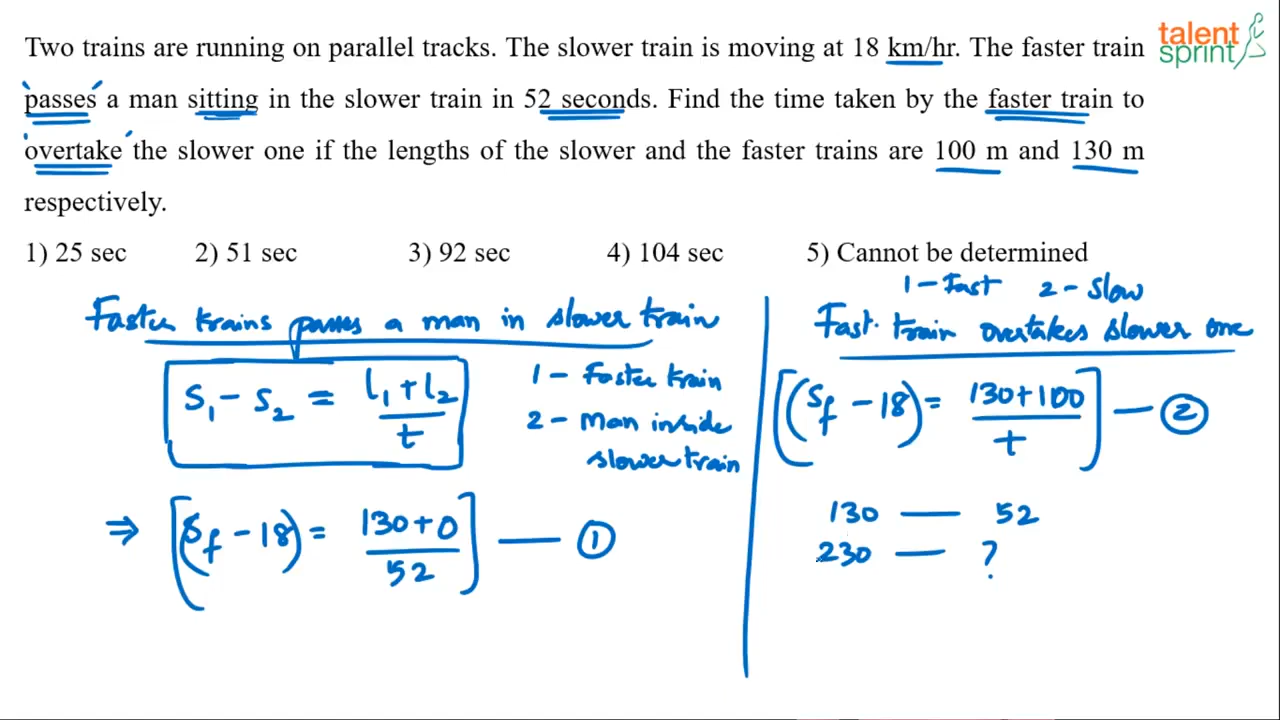 talent
sprint
Two trains are running on parallel tracks. The slower train is moving at 18 km/hr. The faster train
passes a man sitting in the slower train in 52 seconds. Find the time taken by the faster train to
overtake the slower one if the lengths of the slower and the faster trains are 100 m and 130 m
respectively.
1) 25 sec 2) 51 sec 3) 92 sec 4) 104 sec 5) Cannot be determined
Faster trains passes a man in slower train
S₁ - S₂ = l₁ + l₂ / t
1 - Faster train
2 - Man inside
slower train
⇒ [(Sf - 18) = 130 + 0 / 52] — ①
1 - Fast 2 - Slow
Fast. train overtakes slower one
[(Sf - 18) = 130 + 100 / t] — ②
130 — 52
230 — ?